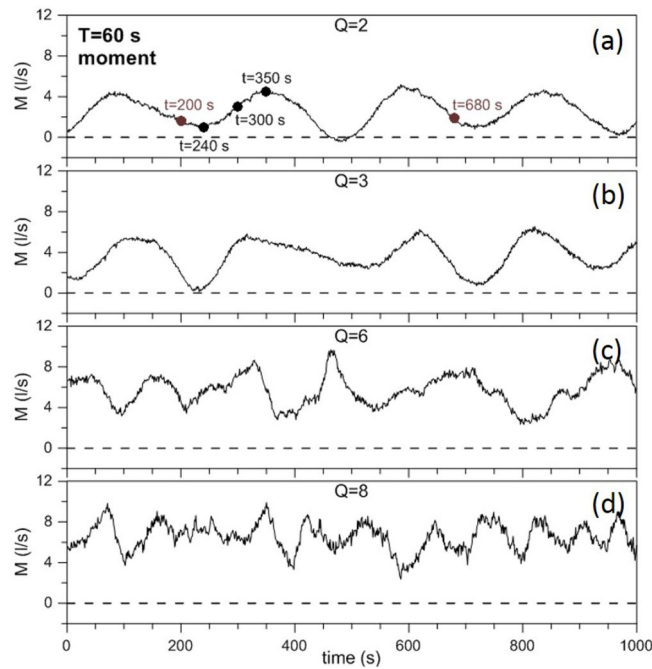 T=60 s
moment
Q=2
(a)
12
8
4
0
M (l/s)
t=200 s
t=240 s
t=300 s
t=350 s
t=680 s
Q=3
(b)
12
8
4
0
M (l/s)
Q=6
(c)
12
8
4
0
M (l/s)
Q=8
(d)
12
8
4
0
M (l/s)
0 200 400 600 800 1000
time (s)